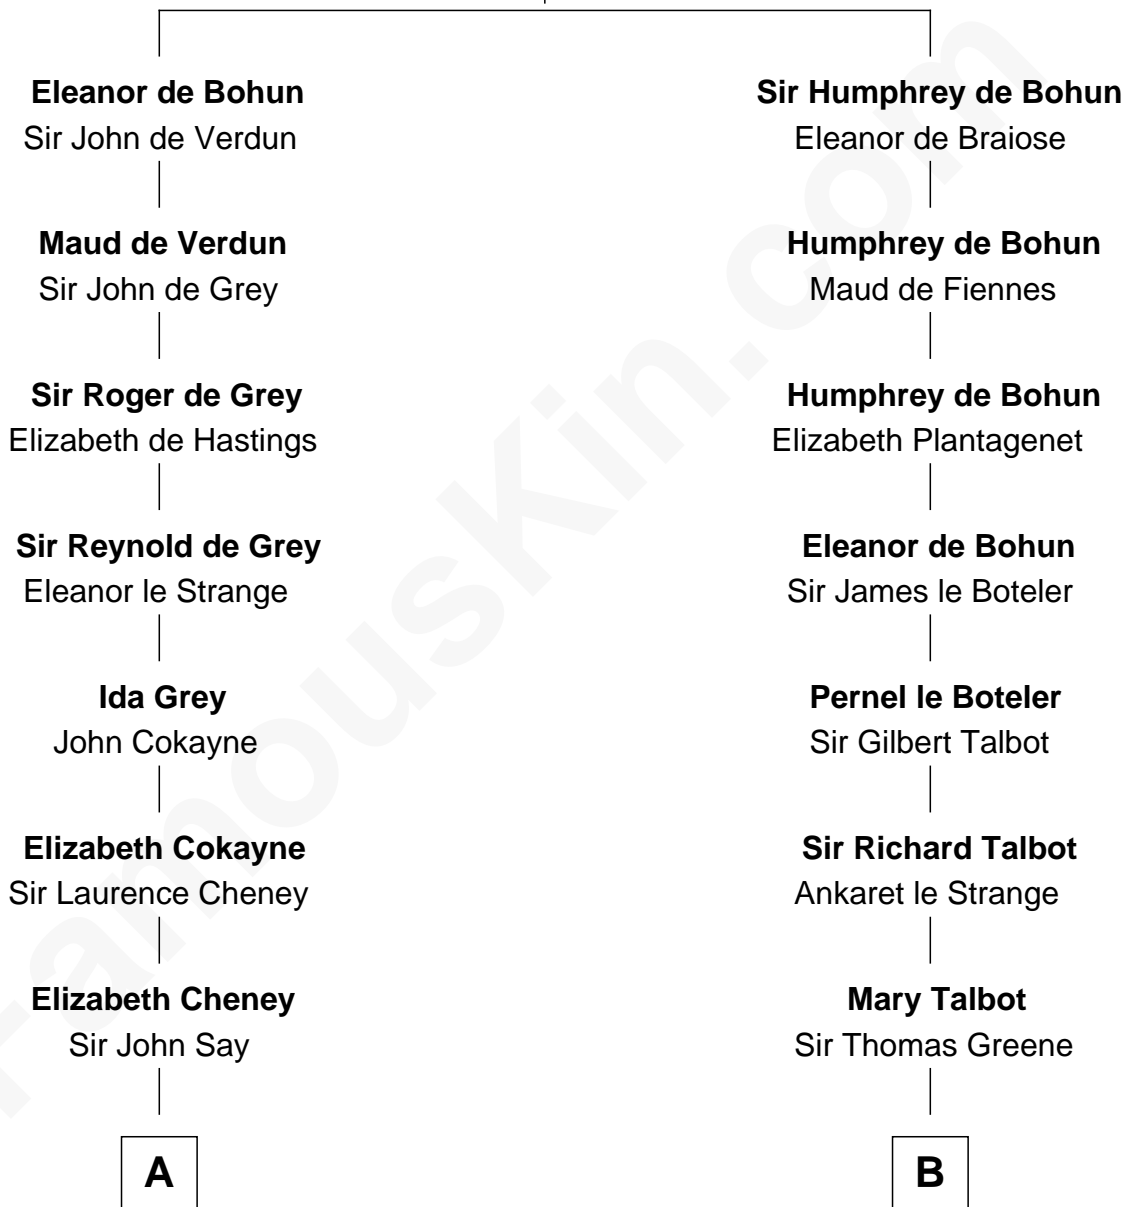 Eleanor de Bohun
Sir John de Verdun
Maud de Verdun
Sir John de Grey
Sir Roger de Grey
Elizabeth de Hastings
Sir Reynold de Grey
Eleanor le Strange
Ida Grey
John Cokayne
Elizabeth Cokayne
Sir Laurence Cheney
Elizabeth Cheney
Sir John Say
A
Sir Humphrey de Bohun
Eleanor de Braiose
Humphrey de Bohun
Maud de Fiennes
Humphrey de Bohun
Elizabeth Plantagenet
Eleanor de Bohun
Sir James le Boteler
Pernel le Boteler
Sir Gilbert Talbot
Sir Richard Talbot
Ankaret le Strange
Mary Talbot
Sir Thomas Greene
B
FamousKin.com